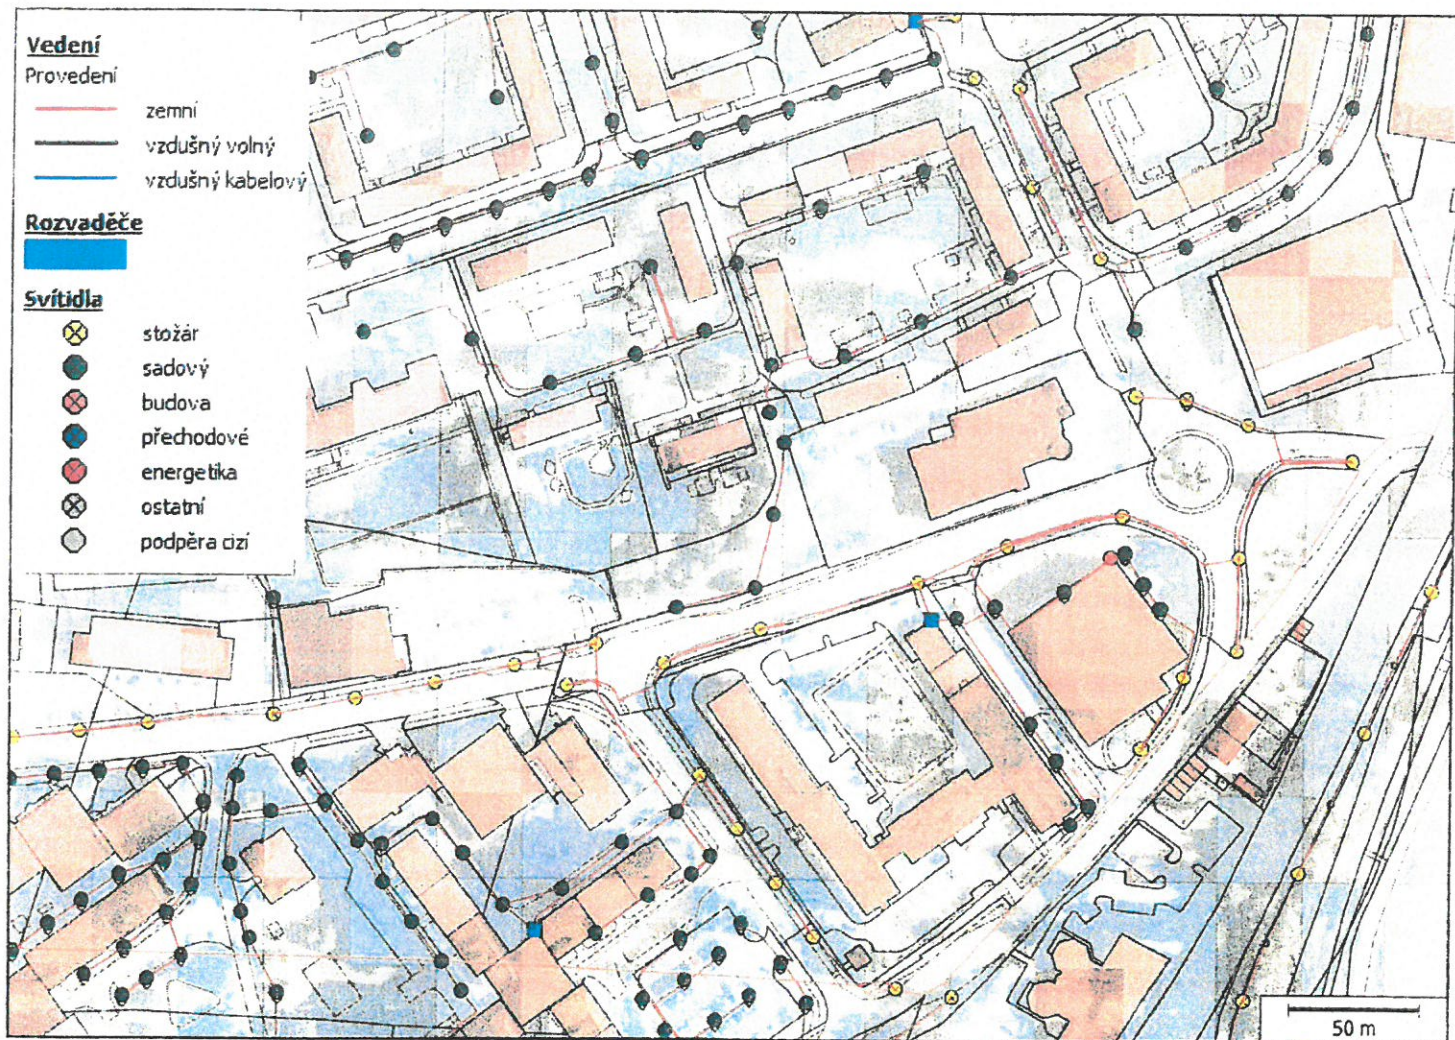 Vedení
Provedení
zemní
vzdušný volný
vzdušný kabelový
Rozvaděče
Svítidla
stožár
sadový
budova
přechodové
energetika
ostatní
podpěra cizí
50 m